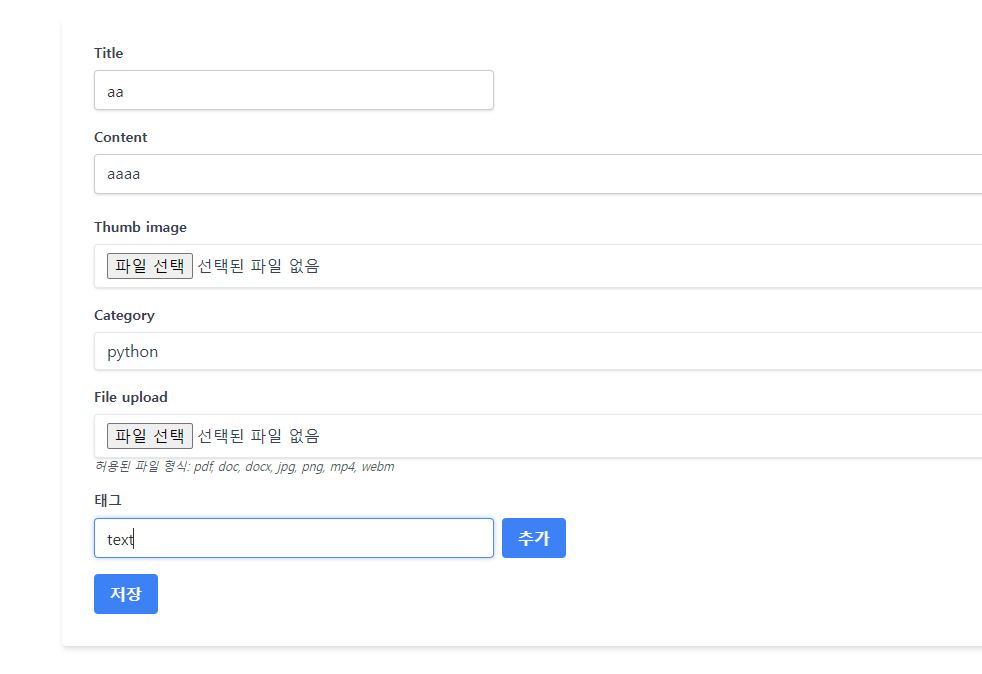 Title
aa
Content
aaaa
Thumb image
파일 선택 선택된 파일 없음
Category
python
File upload
파일 선택 선택된 파일 없음
허용된 파일 형식: pdf, doc, docx, jpg, png, mp4, webm
태그
text 추가
저장